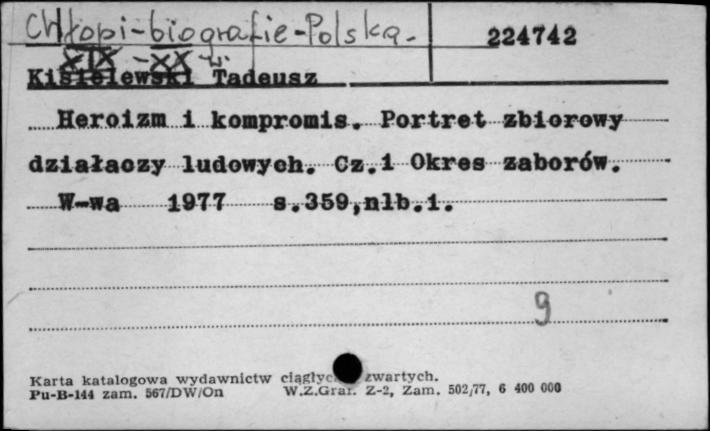 Chłopi-biografie-Polska. 224742
XIX - XX w.
Kisielewski Tadeusz
Heroizm i kompromis. Portret zbiorowy
działaczy ludowych. Cz.1 Okres zaborów.
W-wa 1977 s.359,nlb.1.
9
Karta katalogowa wydawnictw zwartych.
Pu-B-144 zam. 567/DW/On W.Z.Graf. Z-2, Zam. 502/77, 6 400 000